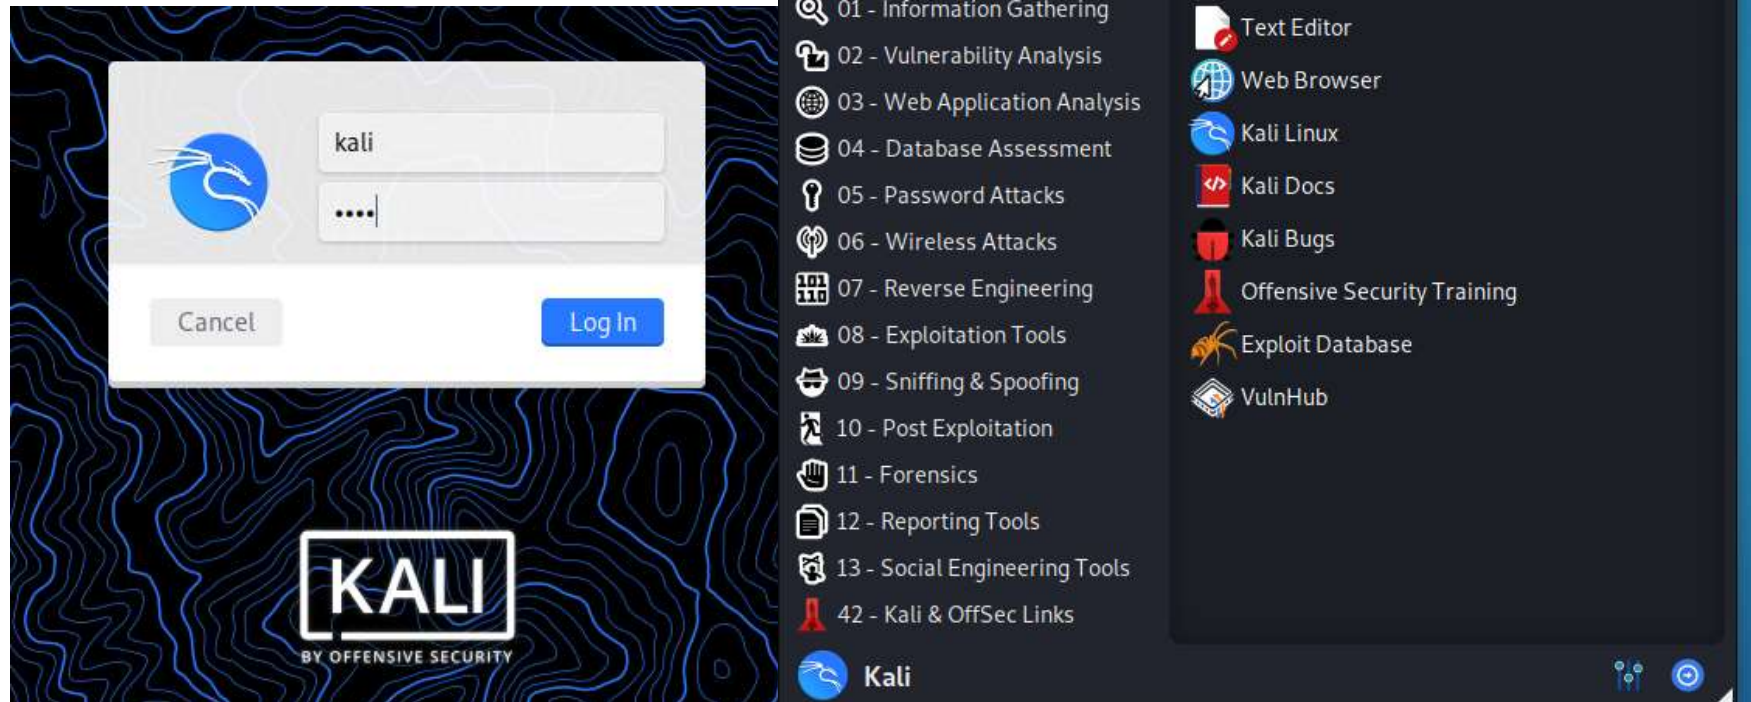 kali
••••
Cancel
Log In
KALI
BY OFFENSIVE SECURITY
01 - Information Gathering
02 - Vulnerability Analysis
03 - Web Application Analysis
04 - Database Assessment
05 - Password Attacks
06 - Wireless Attacks
07 - Reverse Engineering
08 - Exploitation Tools
09 - Sniffing & Spoofing
10 - Post Exploitation
11 - Forensics
12 - Reporting Tools
13 - Social Engineering Tools
42 - Kali & OffSec Links
Kali
Text Editor
Web Browser
Kali Linux
Kali Docs
Kali Bugs
Offensive Security Training
Exploit Database
VulnHub